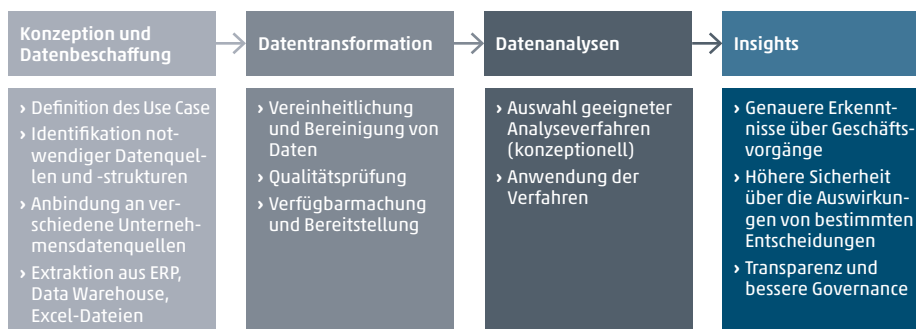 Konzeption und
Datenbeschaffung
› Definition des Use Case
› Identifikation not-
wendiger Datenquel-
len und -strukturen
› Anbindung an ver-
schiedene Unterneh-
mensdatenquellen
› Extraktion aus ERP,
Data Warehouse,
Excel-Dateien
Datentransformation
› Vereinheitlichung
und Bereinigung von
Daten
› Qualitätsprüfung
› Verfügbarmachung
und Bereitstellung
Datenanalysen
› Auswahl geeigneter
Analyseverfahren
(konzeptionell)
› Anwendung der
Verfahren
Insights
› Genauere Erkennt-
nisse über Geschäfts-
vorgänge
› Höhere Sicherheit
über die Auswirkun-
gen von bestimmten
Entscheidungen
› Transparenz und
bessere Governance